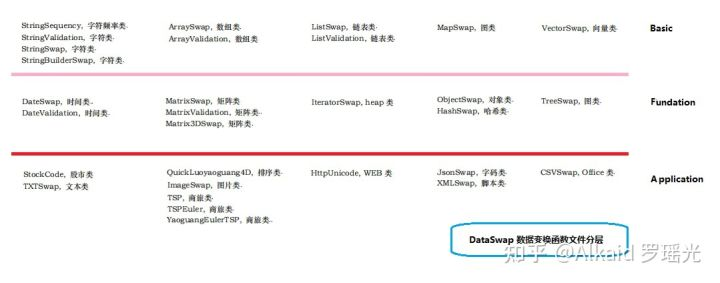 StringSequency, 字符频率类
StringValidation, 字符类
StringSwap, 字符类
StringBuilderSwap, 字符类
ArraySwap, 数组类
ArrayValidation, 数组类
ListSwap, 链表类
ListValidation, 链表类
MapSwap, 图类
VectorSwap, 向量类
Basic
DateSwap, 时间类
DateValidation, 时间类
MatrixSwap, 矩阵类
MatrixValidation, 矩阵类
Matrix3DSwap, 矩阵类
IteratorSwap, heap 类
ObjectSwap, 对象类
HashSwap, 哈希类
TreeSwap, 图类
Fundation
StockCode, 股市类
TXTSwap, 文本类
QuickLuoyaoguang4D, 排序类
ImageSwap, 图片类
TSP, 商旅类
TSPEuler, 商旅类
YaoguangEulerTSP, 商旅类
HttpUnicode, WEB 类
JsonSwap, 字码类
XMLSwap, 脚本类
CSVSwap, Office 类
Application
DataSwap 数据变换函数文件分层
知乎 @Alkaid 罗瑶光